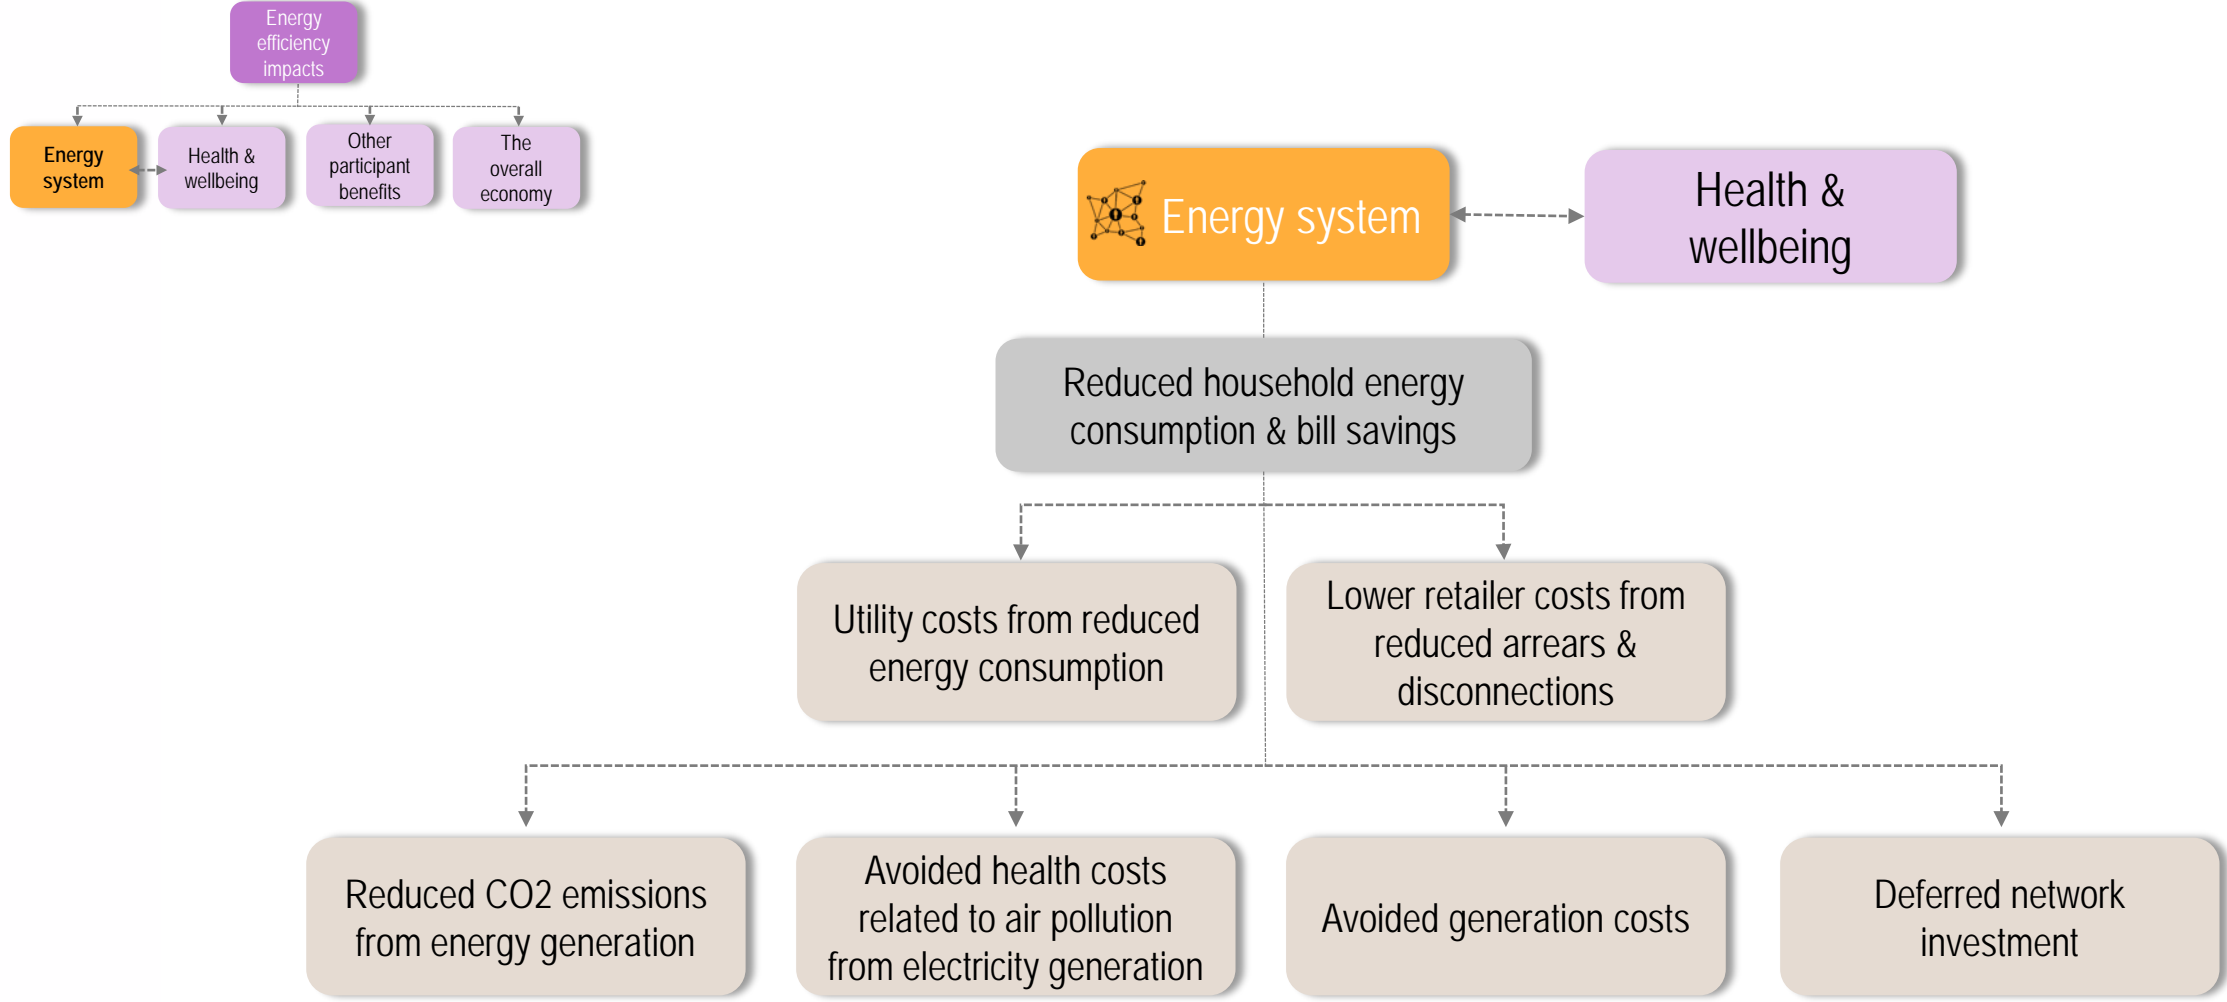 Energy
efficiency
impacts
Energy
system
Health &
wellbeing
Other
participant
benefits
The
overall
economy
Energy system
Health &
wellbeing
Reduced household energy
consumption & bill savings
Utility costs from reduced
energy consumption
Lower retailer costs from
reduced arrears &
disconnections
Reduced CO2 emissions
from energy generation
Avoided health costs
related to air pollution
from electricity generation
Avoided generation costs
Deferred network
investment